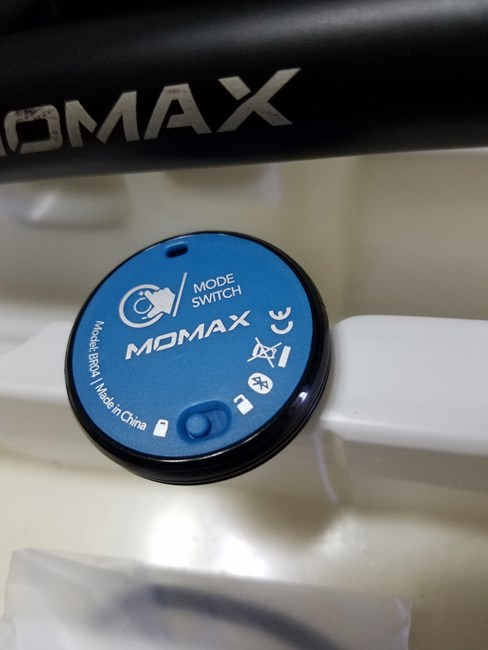 MOMAX
MODE
SWITCH
MOMAX
CE
Model: BR04 | Made in China